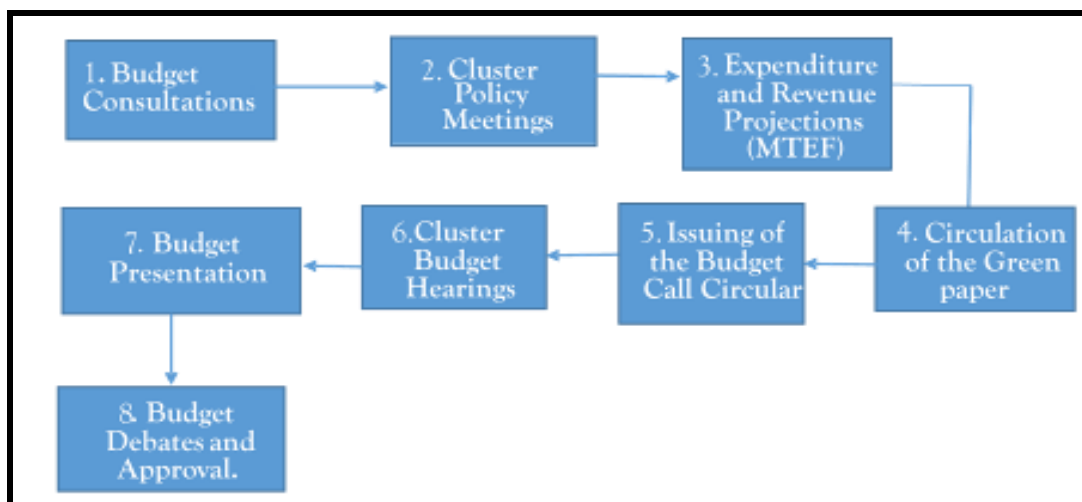 1. Budget
Consultations
2. Cluster
Policy
Meetings
3. Expenditure
and Revenue
Projections
(MTEF)
4. Circulation
of the Green
paper
5. Issuing of
the Budget
Call Circular
6.Cluster
Budget
Hearings
7. Budget
Presentation
8. Budget
Debates and
Approval.